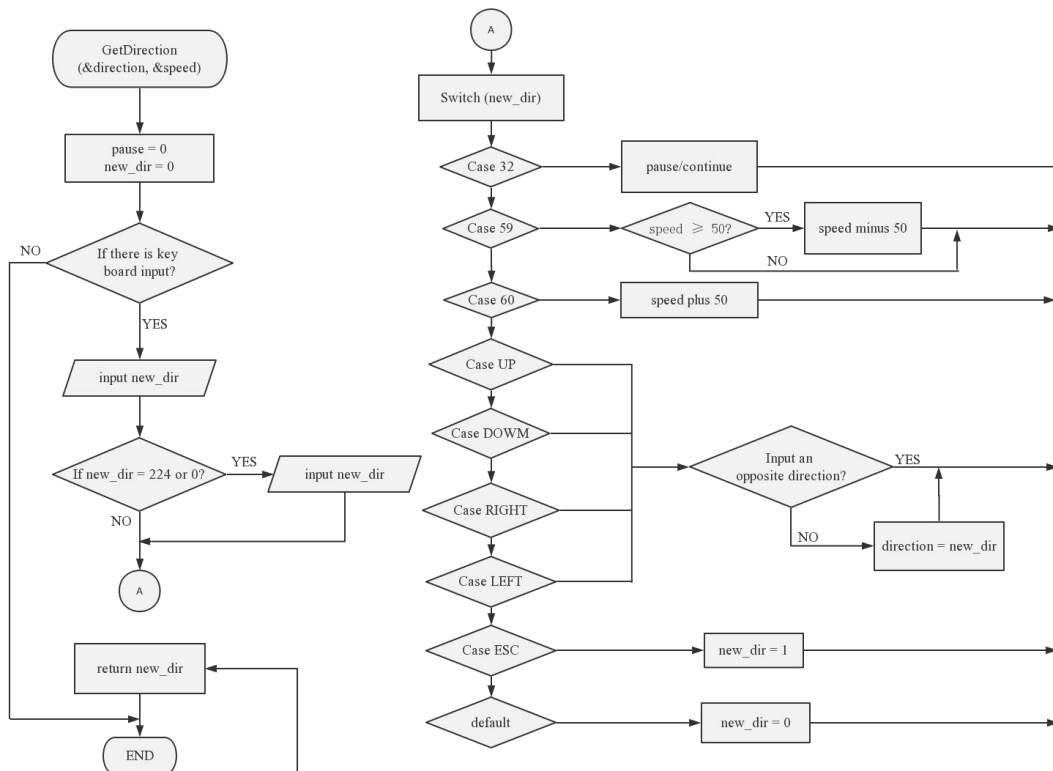 GetDirection
(&direction, &speed)
pause = 0
new_dir = 0
If there is key
board input?
NO
YES
input new_dir
If new_dir = 224 or 0?
YES
input new_dir
NO
A
return new_dir
END
A
Switch (new_dir)
Case 32
pause/continue
Case 59
speed ≥ 50?
YES
speed minus 50
NO
Case 60
speed plus 50
Case UP
Case DOWM
Case RIGHT
Case LEFT
Input an
opposite direction?
YES
NO
direction = new_dir
Case ESC
new_dir = 1
default
new_dir = 0